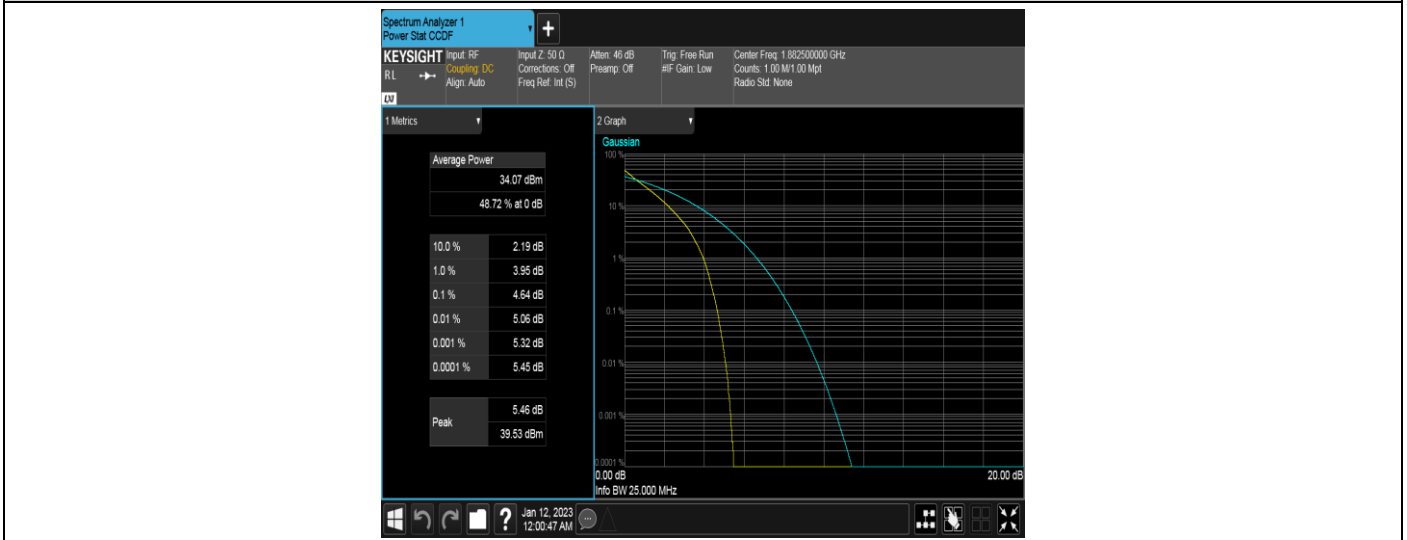 Spectrum Analyzer 1
Power Stat CCDF
+
KEYSIGHT
RL
LXI
Input: RF
Coupling: DC
Align: Auto
Input Z: 50 Ω
Corrections: Off
Freq Ref: Int (S)
Atten: 46 dB
Preamp: Off
Trig: Free Run
#IF Gain: Low
Center Freq: 1.882500000 GHz
Counts: 1.00 M/1.00 Mpt
Radio Std: None
1 Metrics
Average Power
34.07 dBm
48.72 % at 0 dB
10.0 % 2.19 dB
1.0 % 3.95 dB
0.1 % 4.64 dB
0.01 % 5.06 dB
0.001 % 5.32 dB
0.0001 % 5.45 dB
Peak
5.46 dB
39.53 dBm
2 Graph
Gaussian
100 %
10 %
1 %
0.1 %
0.01 %
0.001 %
0.0001 %
0.00 dB 20.00 dB
Info BW 25.000 MHz
?
Jan 12, 2023
12:00:47 AM